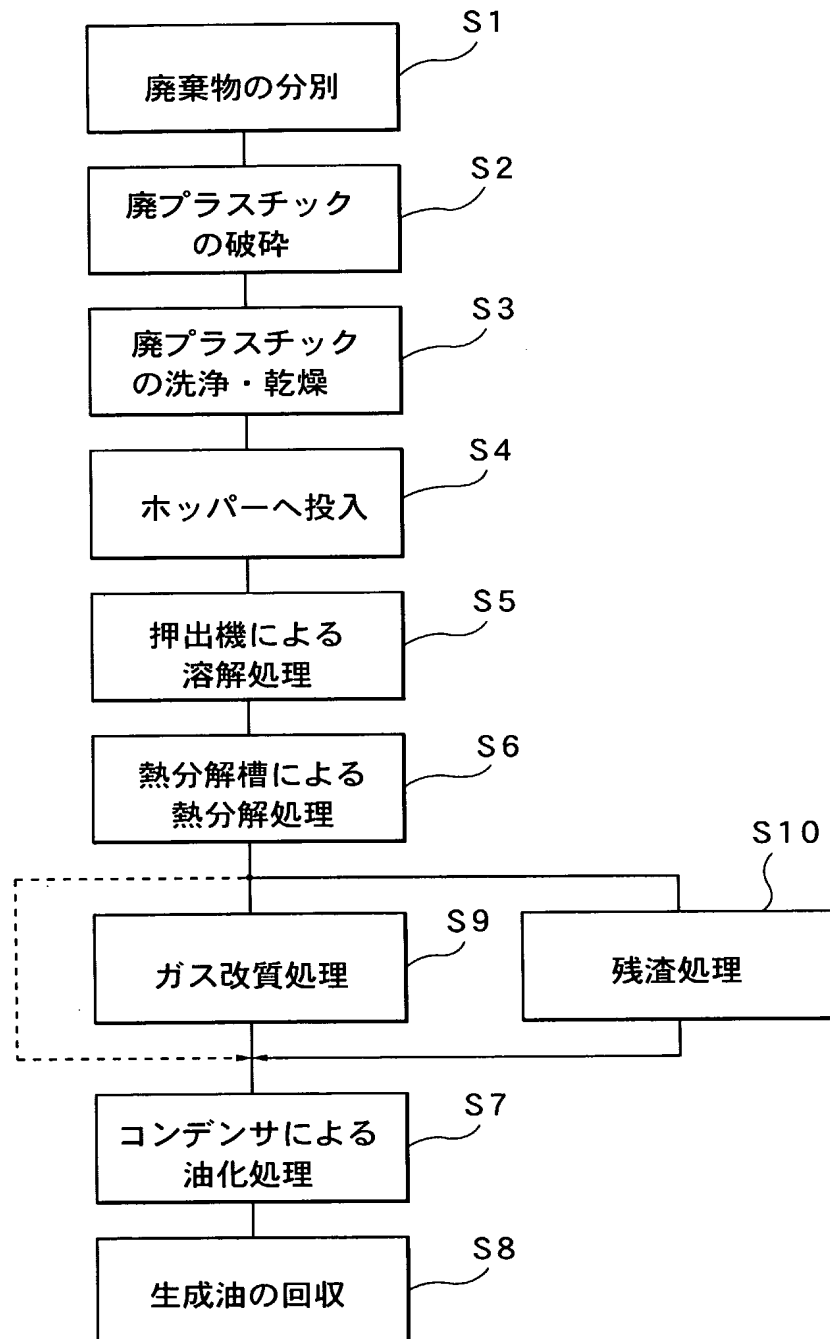 S1
廃棄物の分別
S2
廃プラスチック
の破砕
S3
廃プラスチック
の洗浄・乾燥
S4
ホッパーへ投入
S5
押出機による
溶解処理
S6
熱分解槽による
熱分解処理
S10
S9
ガス改質処理
残渣処理
S7
コンデンサによる
油化処理
S8
生成油の回収